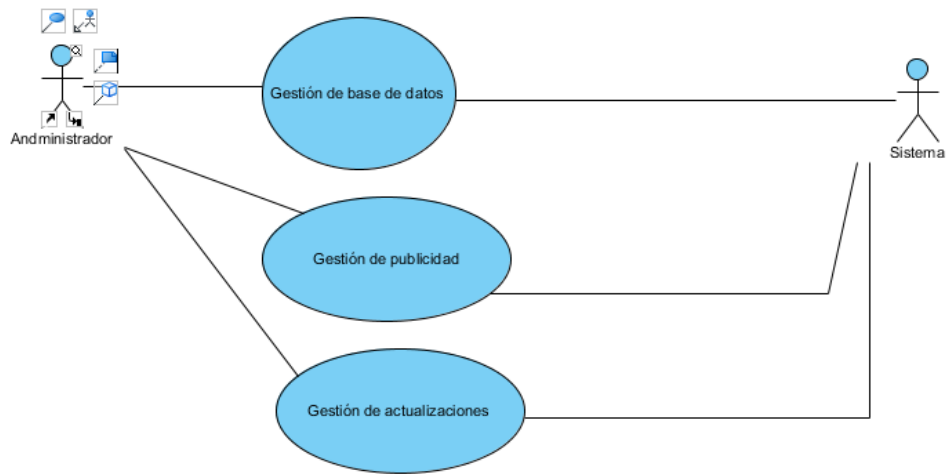 Gestión de base de datos
Andministrador
Sistema
Gestión de publicidad
Gestión de actualizaciones